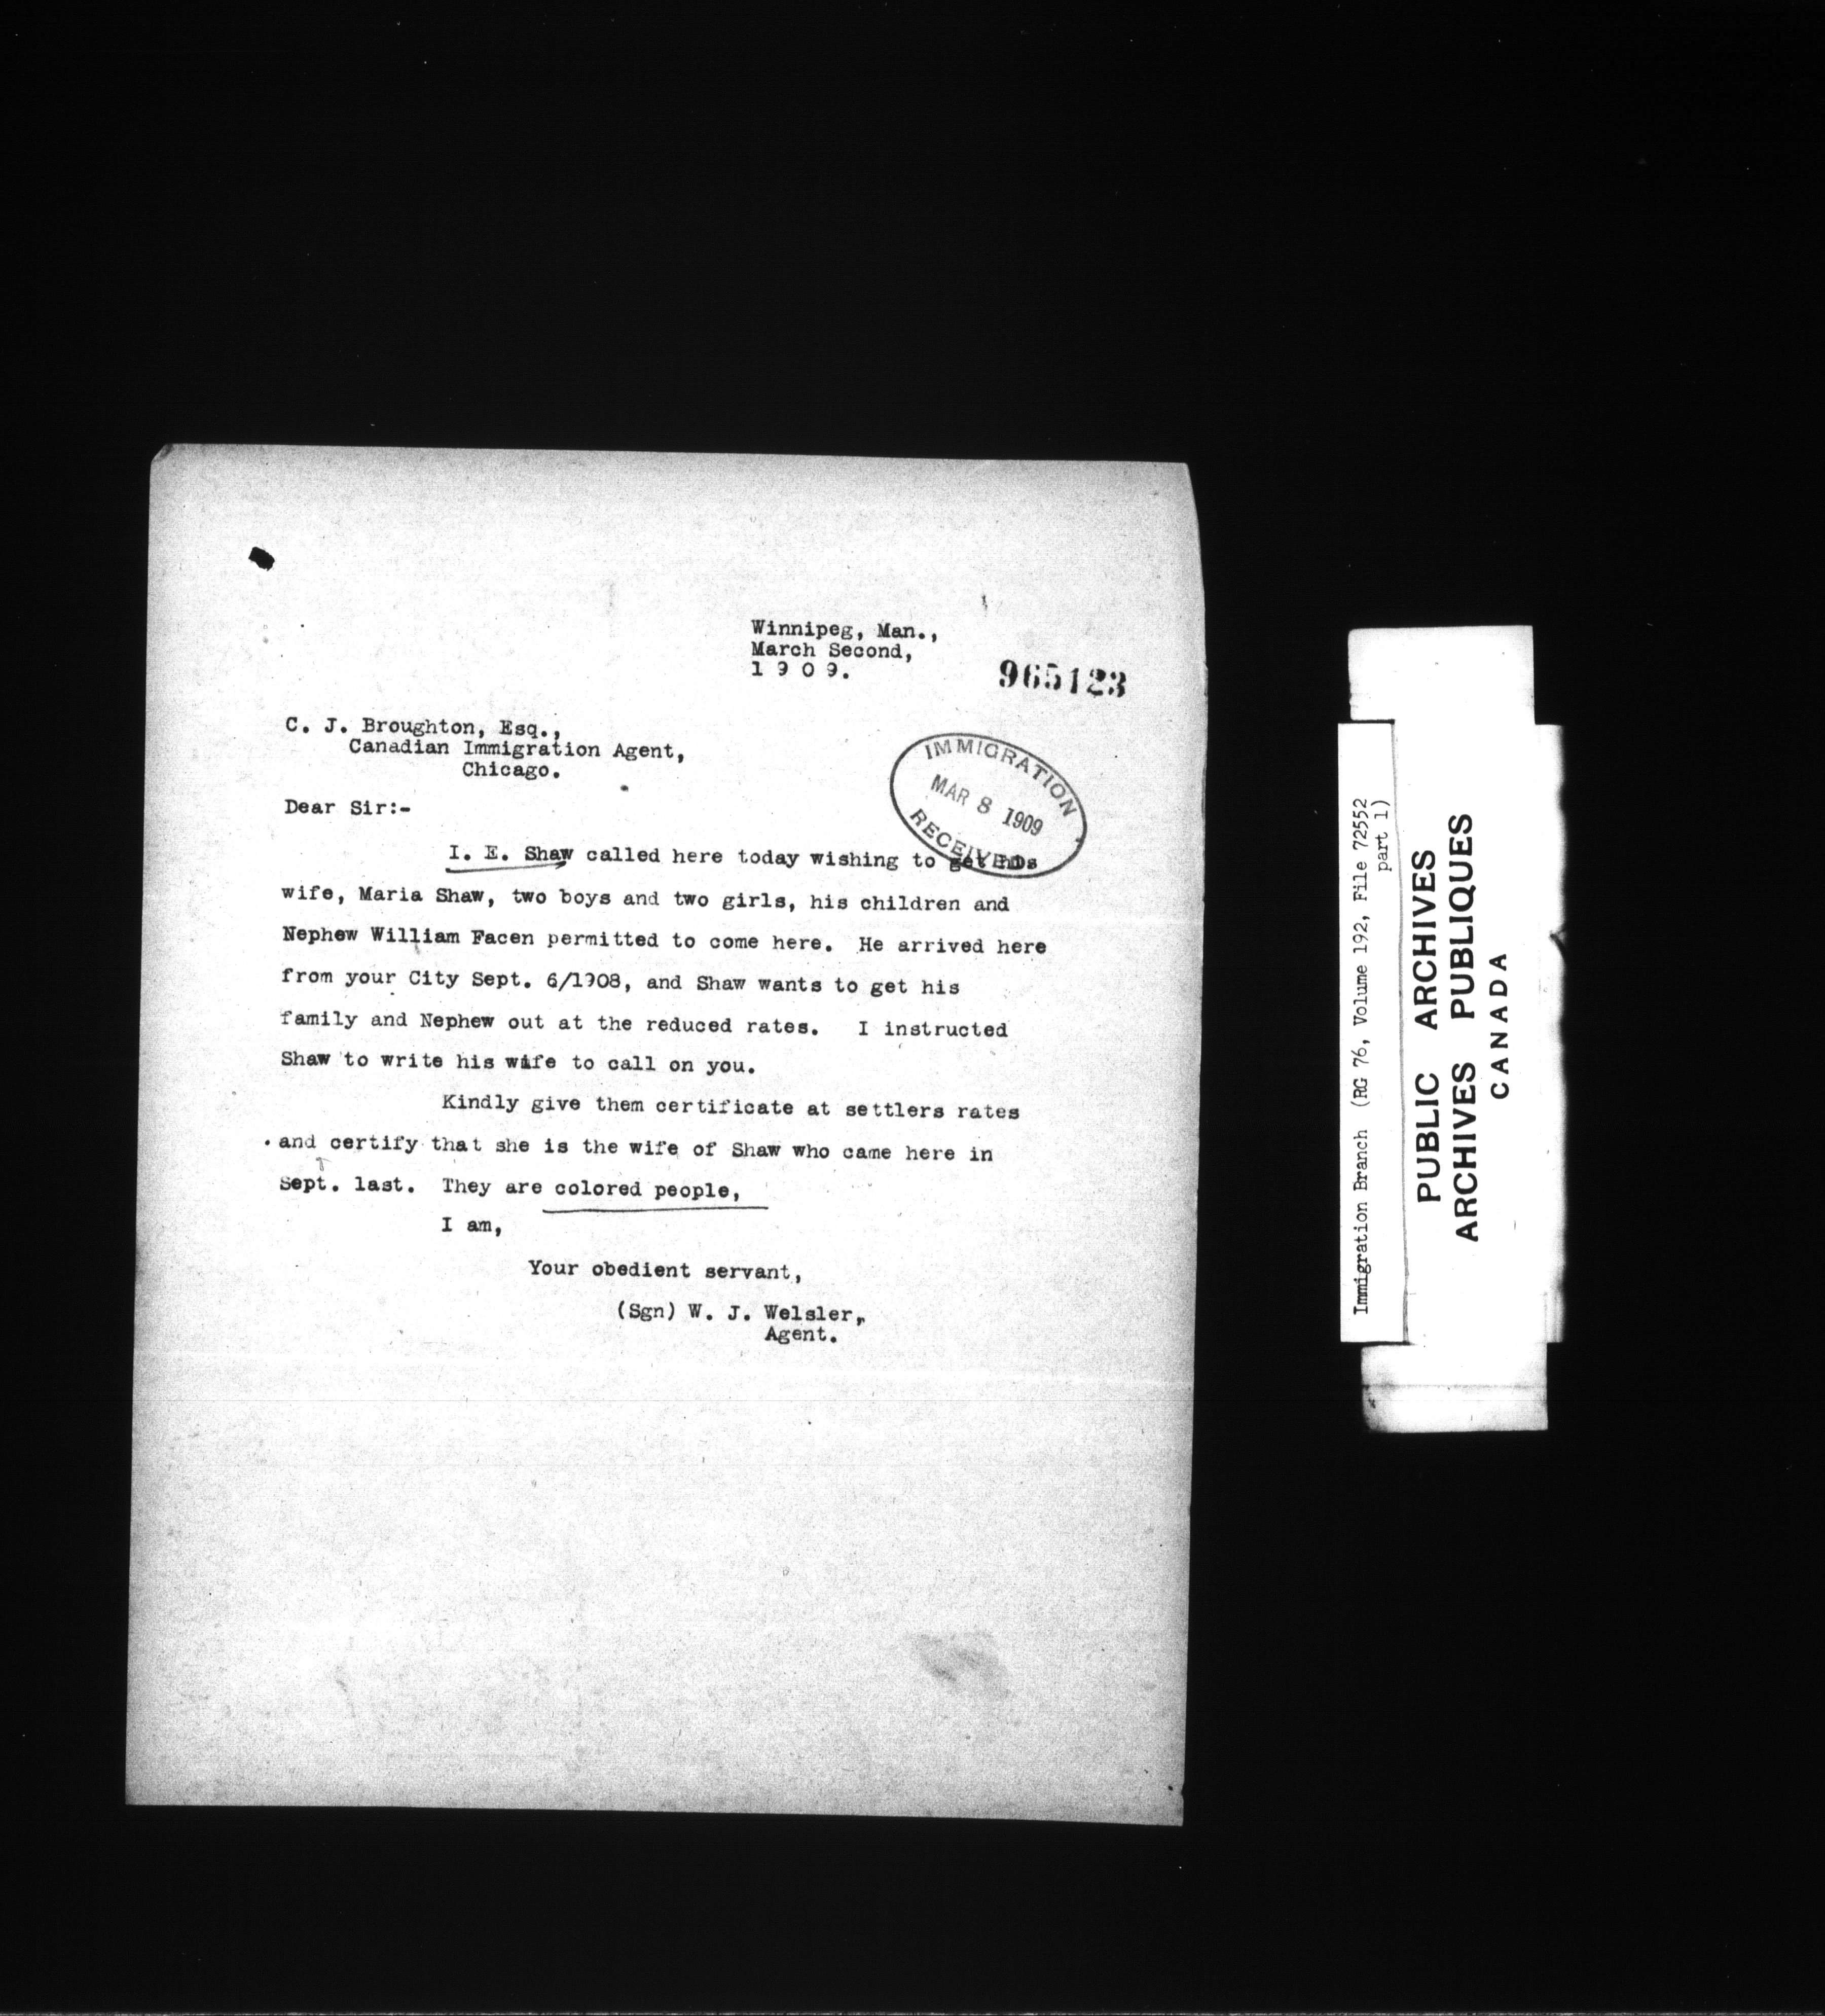 Winnipeg, Man.,
March Second,
1 9 0 9.
965123
C. J. Broughton, Esq.,
Canadian Immigration Agent,
Chicago.
IMMIGRATION
MAR 8 1909
RECEIVED
Dear Sir:-
I. E. Shaw called here today wishing to get his
wife, Maria Shaw, two boys and two girls, his children and
Nephew William Facen permitted to come here. He arrived here
from your City Sept. 6/1908, and Shaw wants to get his
family and Nephew out at the reduced rates. I instructed
Shaw to write his wife to call on you.
Kindly give them certificate at settlers rates
and certify that she is the wife of Shaw who came here in
Sept. last. They are colored people,
I am,
Your obedient servant,
(Sgn) W. J. Welsler,
Agent.
Immigration Branch (RG 76, Volume 192, File 72552
part 1)
PUBLIC ARCHIVES
ARCHIVES PUBLIQUES
CANADA